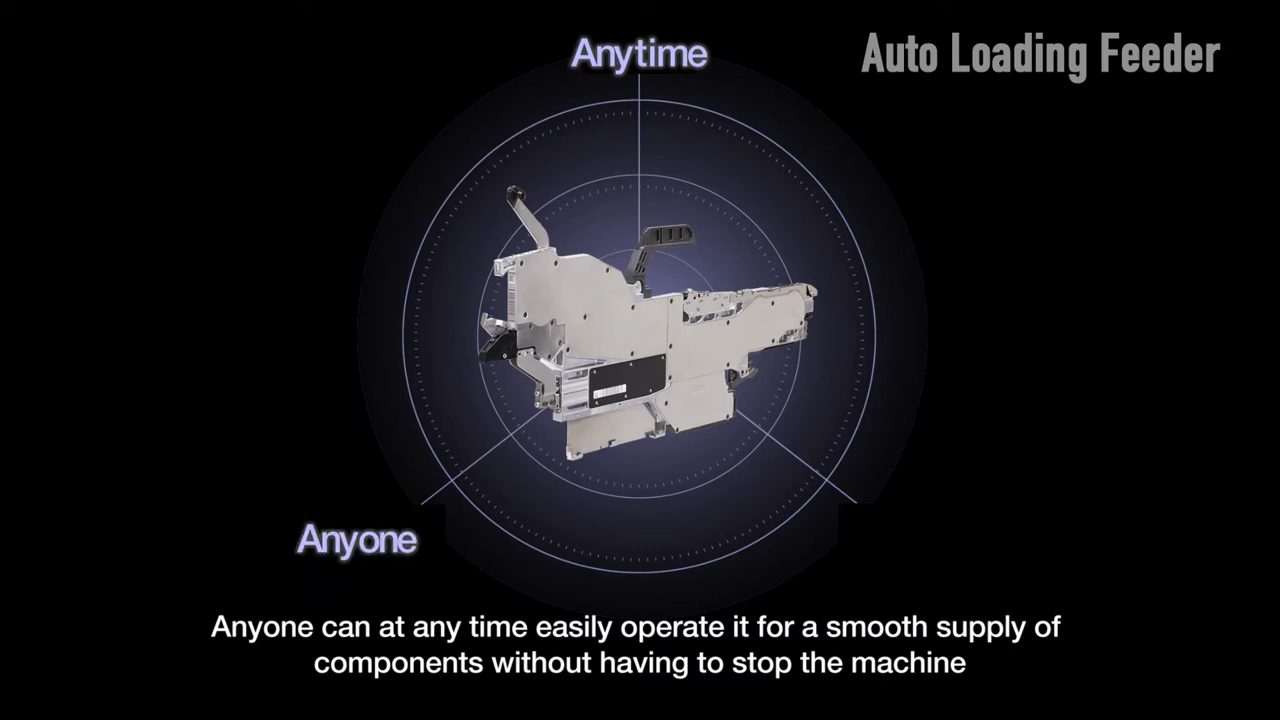 Anytime
Auto Loading Feeder
Anyone
Anyone can at any time easily operate it for a smooth supply of
components without having to stop the machine